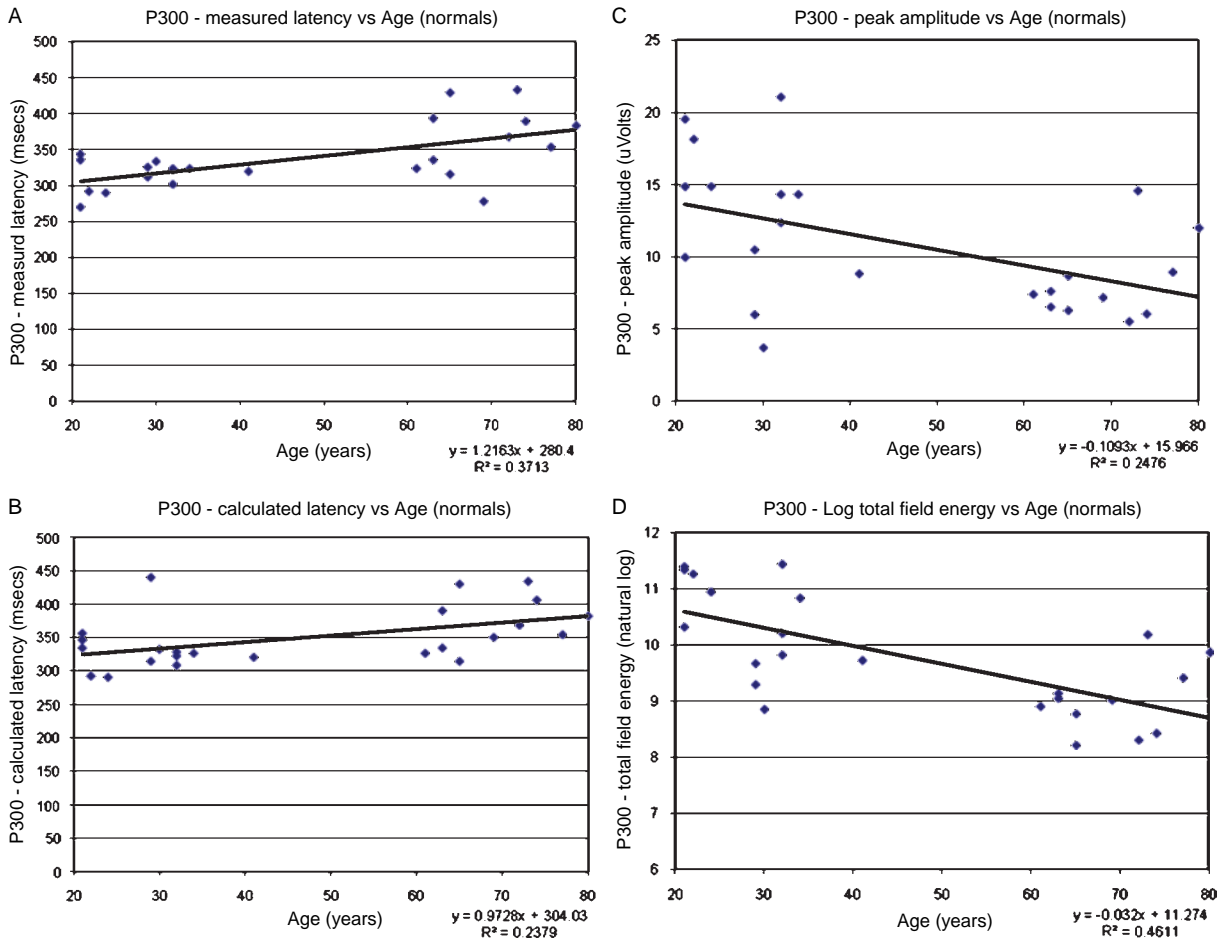 A
P300 - measured latency vs Age (normals)
P300 - measurd latency (msecs)
500
450
400
350
300
250
200
150
100
50
0
20 30 40 50 60 70 80
Age (years)
y = 1.2163x + 280.4
R² = 0.3713
B
P300 - calculated latency vs Age (normals)
P300 - calculated latency (msecs)
500
450
400
350
300
250
200
150
100
50
0
20 30 40 50 60 70 80
Age (years)
y = 0.9728x + 304.03
R² = 0.2379
C
P300 - peak amplitude vs Age (normals)
P300 - peak amplitude (uVolts)
25
20
15
10
5
0
20 30 40 50 60 70 80
Age (years)
y = -0.1093x + 15.966
R² = 0.2476
D
P300 - Log total field energy vs Age (normals)
P300 - total field energy (natural log)
12
11
10
9
8
7
6
20 30 40 50 60 70 80
Age (years)
y = -0.032x + 11.274
R² = 0.4611